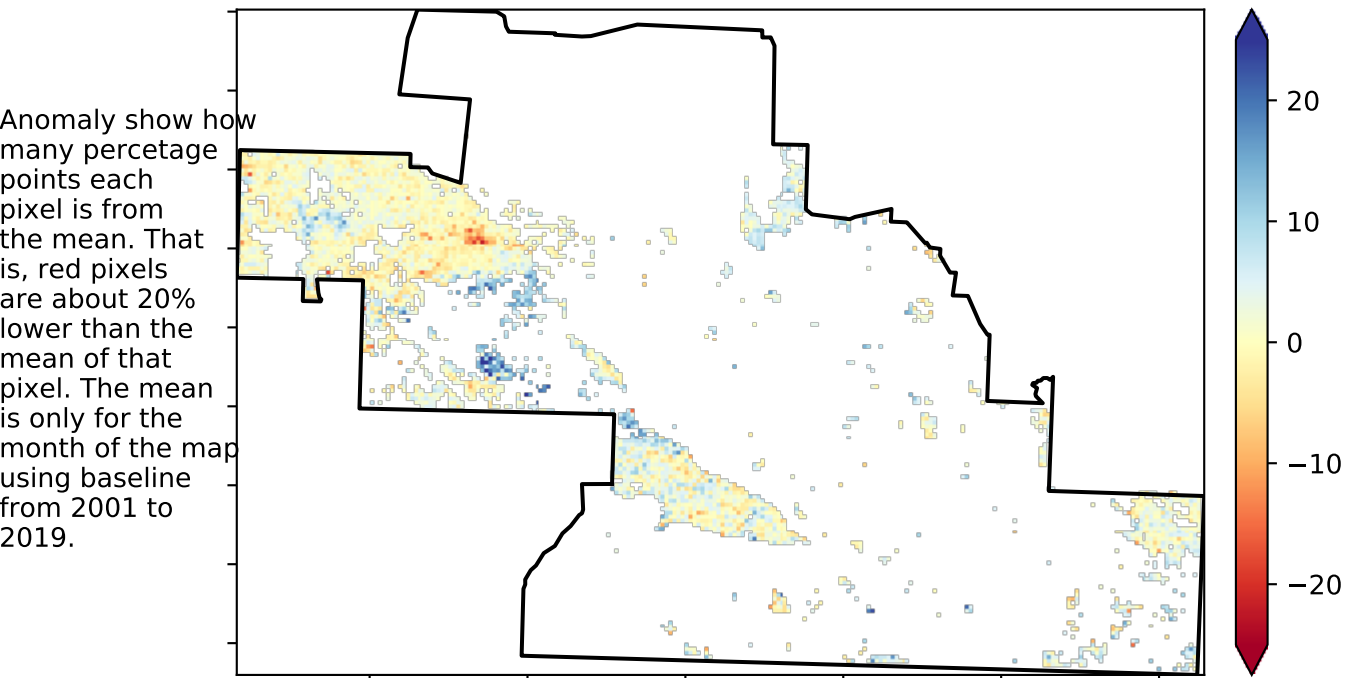 Anomaly show how
many percetage
points each
pixel is from
the mean. That
is, red pixels
are about 20%
lower than the
mean of that
pixel. The mean
is only for the
month of the map
using baseline
from 2001 to
2019.
20
10
0
−10
−20